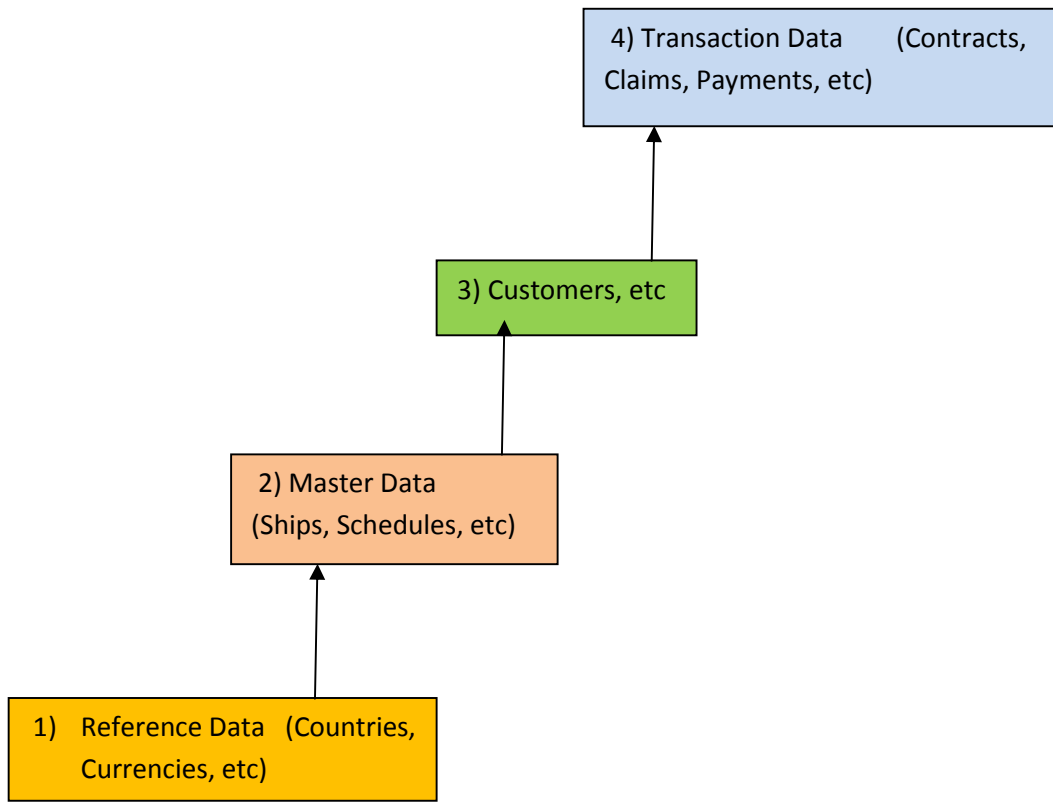 4) Transaction Data (Contracts,
Claims, Payments, etc)
3) Customers, etc
2) Master Data
(Ships, Schedules, etc)
1) Reference Data (Countries,
Currencies, etc)